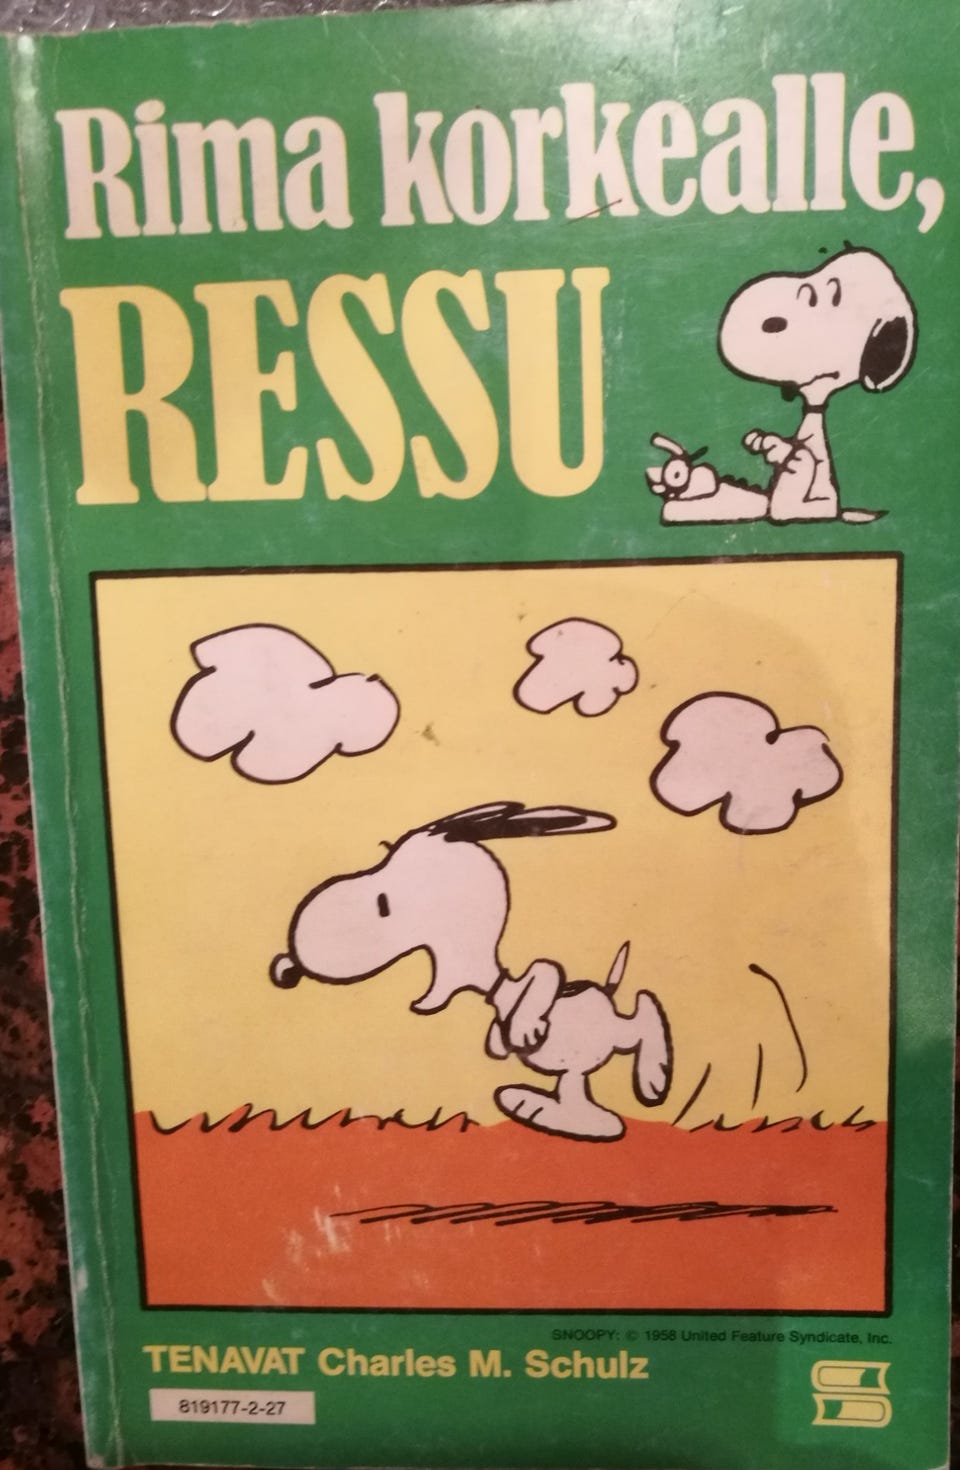 Rima korkealle,
RESSU
SNOOPY: © 1958 United Feature Syndicate, Inc.
TENAVAT Charles M. Schulz
819177-2-27